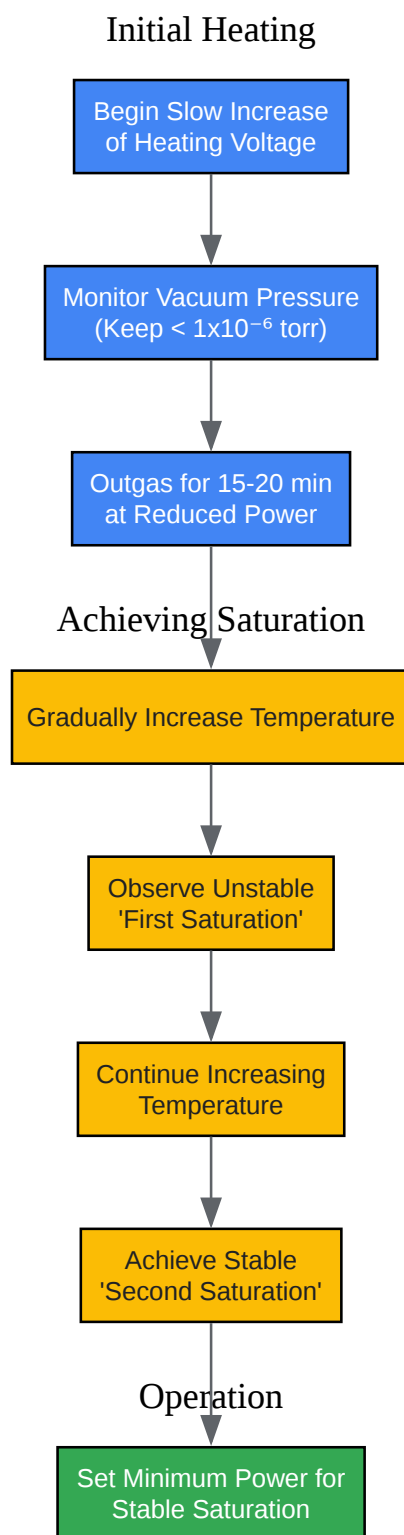 Initial Heating
Begin Slow Increase
of Heating Voltage
Monitor Vacuum Pressure
(Keep < 1x10⁻⁶ torr)
Outgas for 15-20 min
at Reduced Power
Achieving Saturation
Gradually Increase Temperature
Observe Unstable
'First Saturation'
Continue Increasing
Temperature
Achieve Stable
'Second Saturation'
Operation
Set Minimum Power for
Stable Saturation